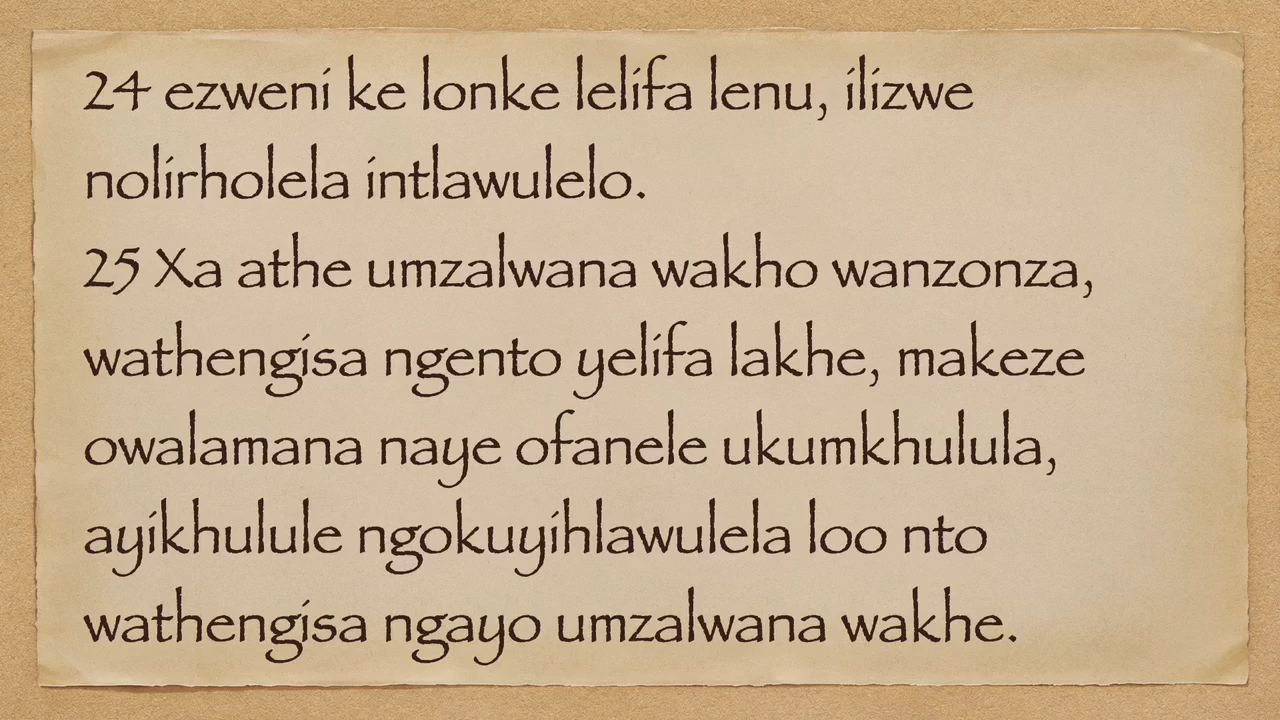 24 ezweni ke lonke lelifa lenu, ilizwe
nolirholela intlawulelo.
25 Xa athe umzalwana wakho wanzonza,
wathengisa ngento yelifa lakhe, makeze
owalamana naye ofanele ukumkhulula,
ayikhulule ngokuyihlawulela loo nto
wathengisa ngayo umzalwana wakhe.